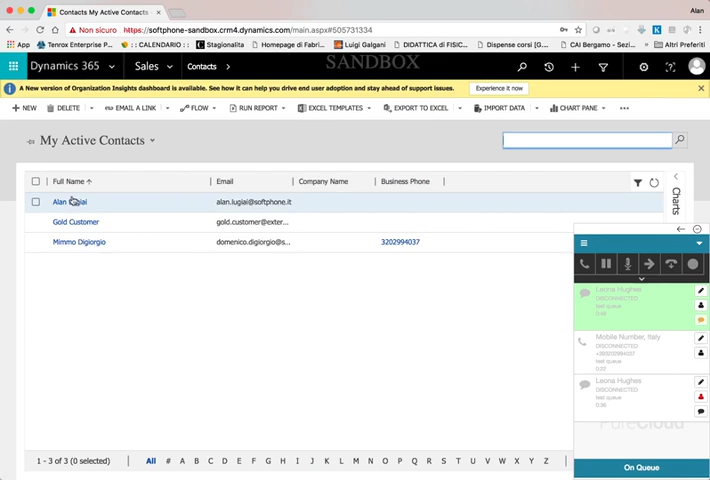 Contacts My Active Contacts
Alan
Non sicuro
https://softphone-sandbox.crm4.dynamics.com/main.aspx#505731334
App
Tenrox Enterprise P...
:: CALENDARIO ::
Stagionalita
Homepage di Fabri...
Luigi Galgani
DIDATTICA di FISIC...
Dispense corsi (G...
CAI Bergamo - Sezi...
Altri Preferiti
Dynamics 365
Sales
Contacts
SANDBOX
A New version of Organization Insights dashboard is available. See how it can help you drive end user adoption and stay ahead of support issues.
Experience it now
NEW
DELETE
EMAIL A LINK
FLOW
RUN REPORT
EXCEL TEMPLATES
EXPORT TO EXCEL
IMPORT DATA
CHART PANE
My Active Contacts
Full Name
Email
Company Name
Business Phone
Charts
alan.lugiai@softphone.it
Gold Customer
gold.customer@exter...
Mimmo Digiorgio
domenico.digiorgio@s...
3202994037
Leona Hughes
DISCONNECTED
test queue
Mobile Number, Italy
DISCONNECTED
test queue
0:02
Leona Hughes
DISCONNECTED
test queue
PureCloud
On Queue
1 - 3 of 3 (0 selected)
All # A B C D E F G H I J K L M N O P Q R S T U V W X Y Z